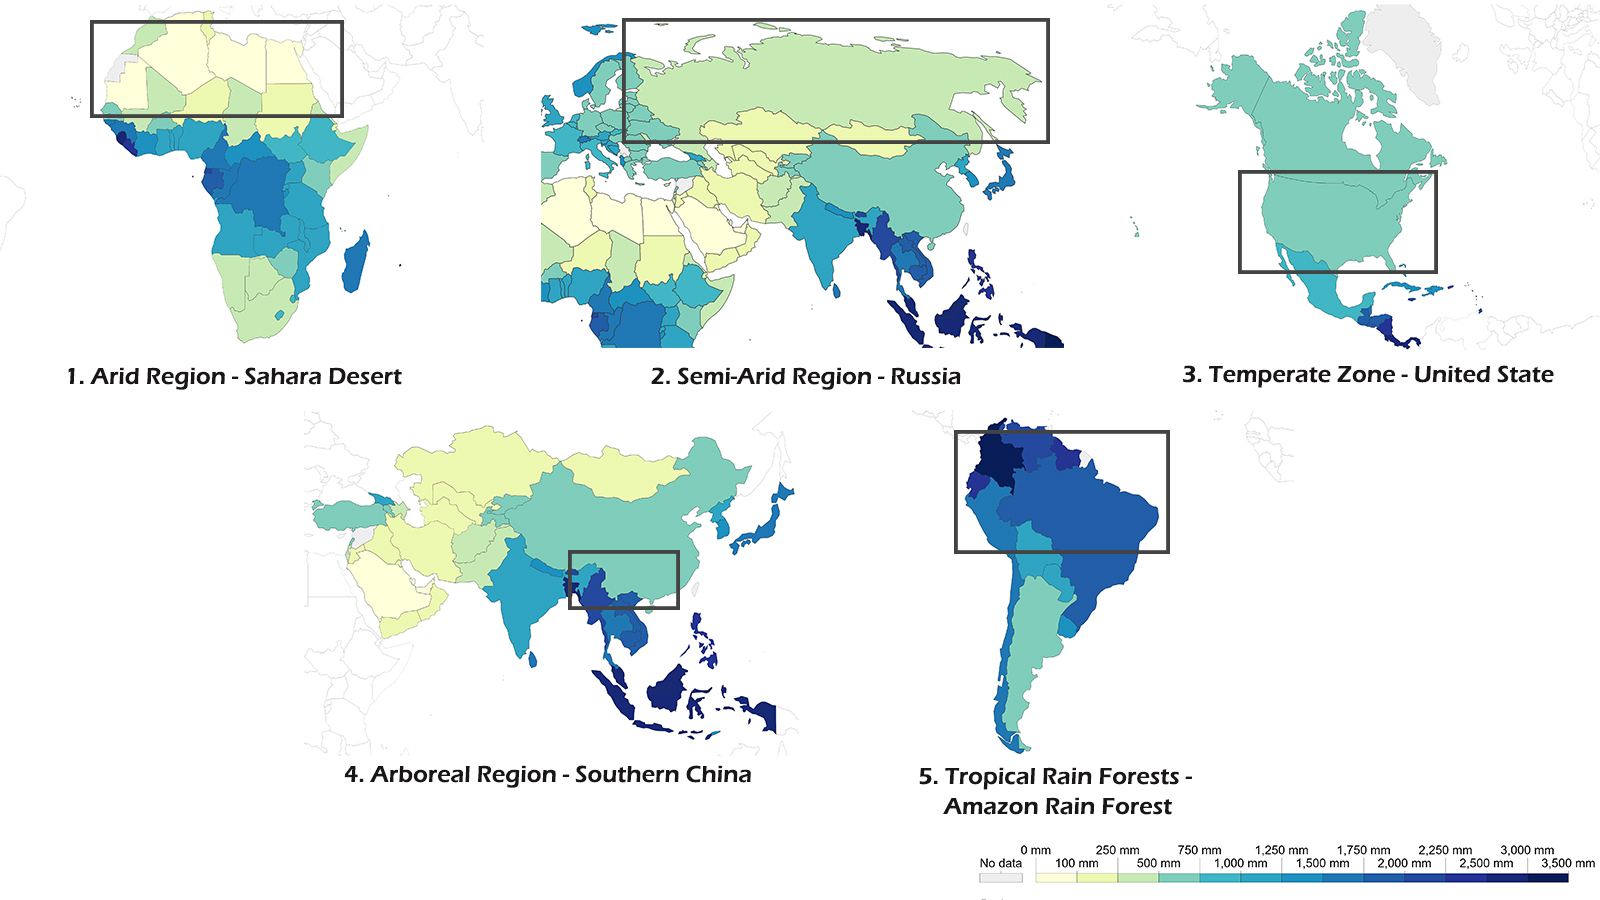 1. Arid Region - Sahara Desert
2. Semi-Arid Region - Russia
3. Temperate Zone - United State
4. Arboreal Region - Southern China
5. Tropical Rain Forests -
Amazon Rain Forest
0 mm 250 mm 750 mm 1,250 mm 1,750 mm 2,250 mm 3,000 mm
No data 100 mm 500 mm 1,000 mm 1,500 mm 2,000 mm 2,500 mm 3,500 mm